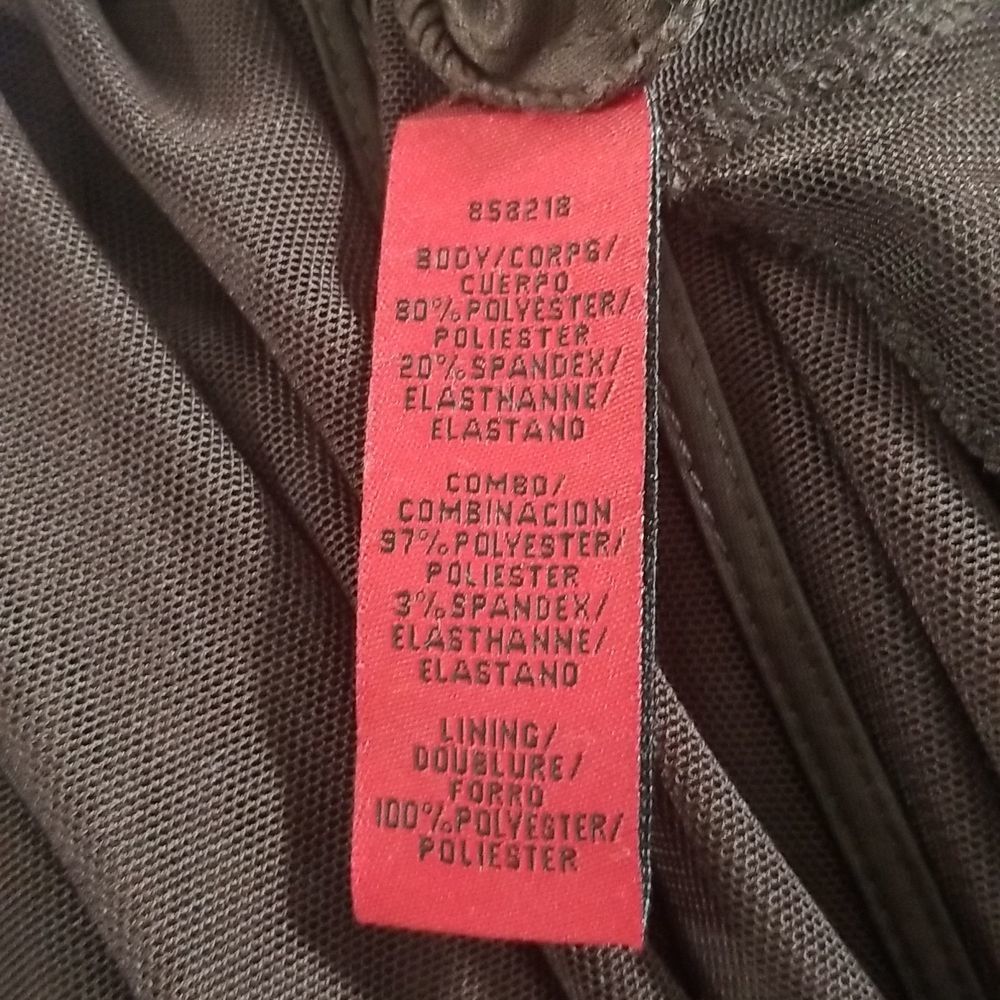 858218
BODY/CORPS/
CUERPO
80%POLYESTER/
POLIESTER
20%SPANDEX/
ELASTHANNE/
ELASTANO
COMBO/
COMBINACION
97%POLYESTER/
POLIESTER
3%SPANDEX/
ELASTHANNE/
ELASTANO
LINING/
DOUBLURE/
FORRO
100%POLYESTER/
POLIESTER